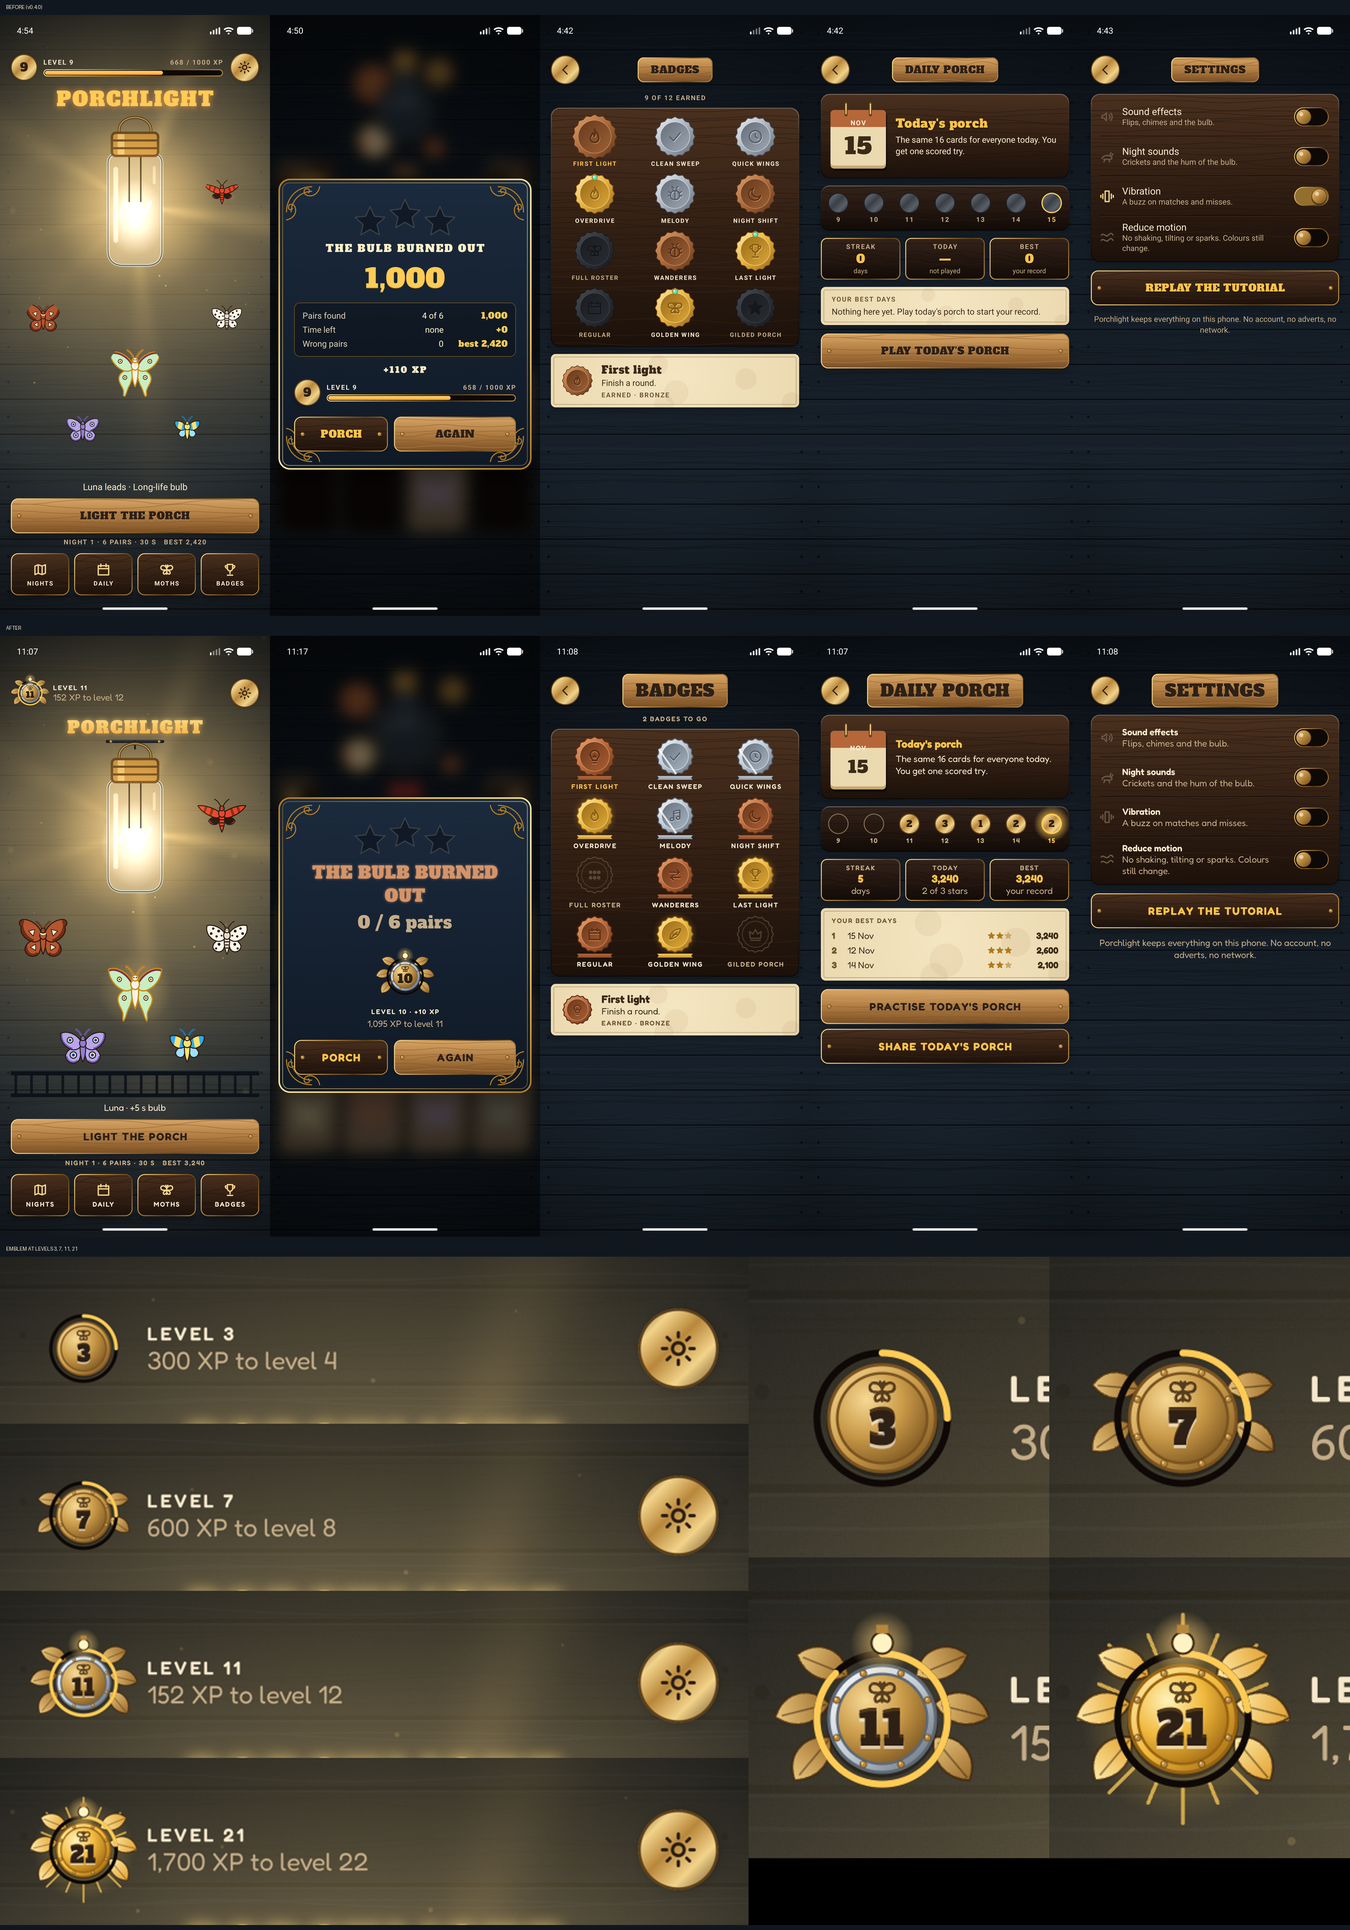 BEFORE (v0.4.0)
4:54
9
LEVEL 9
668 / 1000 XP
PORCHLIGHT
Luna leads · Long-life bulb
LIGHT THE PORCH
NIGHT 1 · 6 PAIRS · 30 S BEST 2,420
NIGHTS
DAILY
MOTHS
BADGES
4:50
THE BULB BURNED OUT
1,000
Pairs found 4 of 6 1,000
Time left none +0
Wrong pairs 0 best 2,420
+110 XP
9
LEVEL 9
658 / 1000 XP
PORCH
AGAIN
4:42
BADGES
9 OF 12 EARNED
FIRST LIGHT
CLEAN SWEEP
QUICK WINGS
OVERDRIVE
MELODY
NIGHT SHIFT
FULL ROSTER
WANDERERS
LAST LIGHT
REGULAR
GOLDEN WING
GILDED PORCH
First light
Finish a round.
EARNED · BRONZE
4:42
DAILY PORCH
NOV
15
Today's porch
The same 16 cards for everyone today. You
get one scored try.
9 10 11 12 13 14 15
STREAK
0
days
TODAY
—
not played
BEST
0
your record
YOUR BEST DAYS
Nothing here yet. Play today's porch to start your record.
PLAY TODAY'S PORCH
4:43
SETTINGS
Sound effects
Flips, chimes and the bulb.
Night sounds
Crickets and the hum of the bulb.
Vibration
A buzz on matches and misses.
Reduce motion
No shaking, tilting or sparks. Colours still
change.
REPLAY THE TUTORIAL
Porchlight keeps everything on this phone. No account, no adverts, no
network.
AFTER
11:07
11
LEVEL 11
152 XP to level 12
PORCHLIGHT
Luna · +5 s bulb
LIGHT THE PORCH
NIGHT 1 · 6 PAIRS · 30 S BEST 3,240
NIGHTS
DAILY
MOTHS
BADGES
11:17
THE BULB BURNED
OUT
0 / 6 pairs
10
LEVEL 10 · +10 XP
1,095 XP to level 11
PORCH
AGAIN
11:08
BADGES
2 BADGES TO GO
FIRST LIGHT
CLEAN SWEEP
QUICK WINGS
OVERDRIVE
MELODY
NIGHT SHIFT
FULL ROSTER
WANDERERS
LAST LIGHT
REGULAR
GOLDEN WING
GILDED PORCH
First light
Finish a round.
EARNED · BRONZE
11:07
DAILY PORCH
NOV
15
Today's porch
The same 16 cards for everyone today.
You get one scored try.
2 3 1 2 2
9 10 11 12 13 14 15
STREAK
5
days
TODAY
3,240
2 of 3 stars
BEST
3,240
your record
YOUR BEST DAYS
1 15 Nov 3,240
2 12 Nov 2,600
3 14 Nov 2,100
PRACTISE TODAY'S PORCH
SHARE TODAY'S PORCH
11:08
SETTINGS
Sound effects
Flips, chimes and the bulb.
Night sounds
Crickets and the hum of the bulb.
Vibration
A buzz on matches and misses.
Reduce motion
No shaking, tilting or sparks. Colours
still change.
REPLAY THE TUTORIAL
Porchlight keeps everything on this phone. No account, no
adverts, no network.
EMBLEM AT LEVELS 3, 7, 11, 21
3
LEVEL 3
300 XP to level 4
7
LEVEL 7
600 XP to level 8
11
LEVEL 11
152 XP to level 12
21
LEVEL 21
1,700 XP to level 22
3
LE
30
7
LE
60
11
LE
15
21
LE
1,7